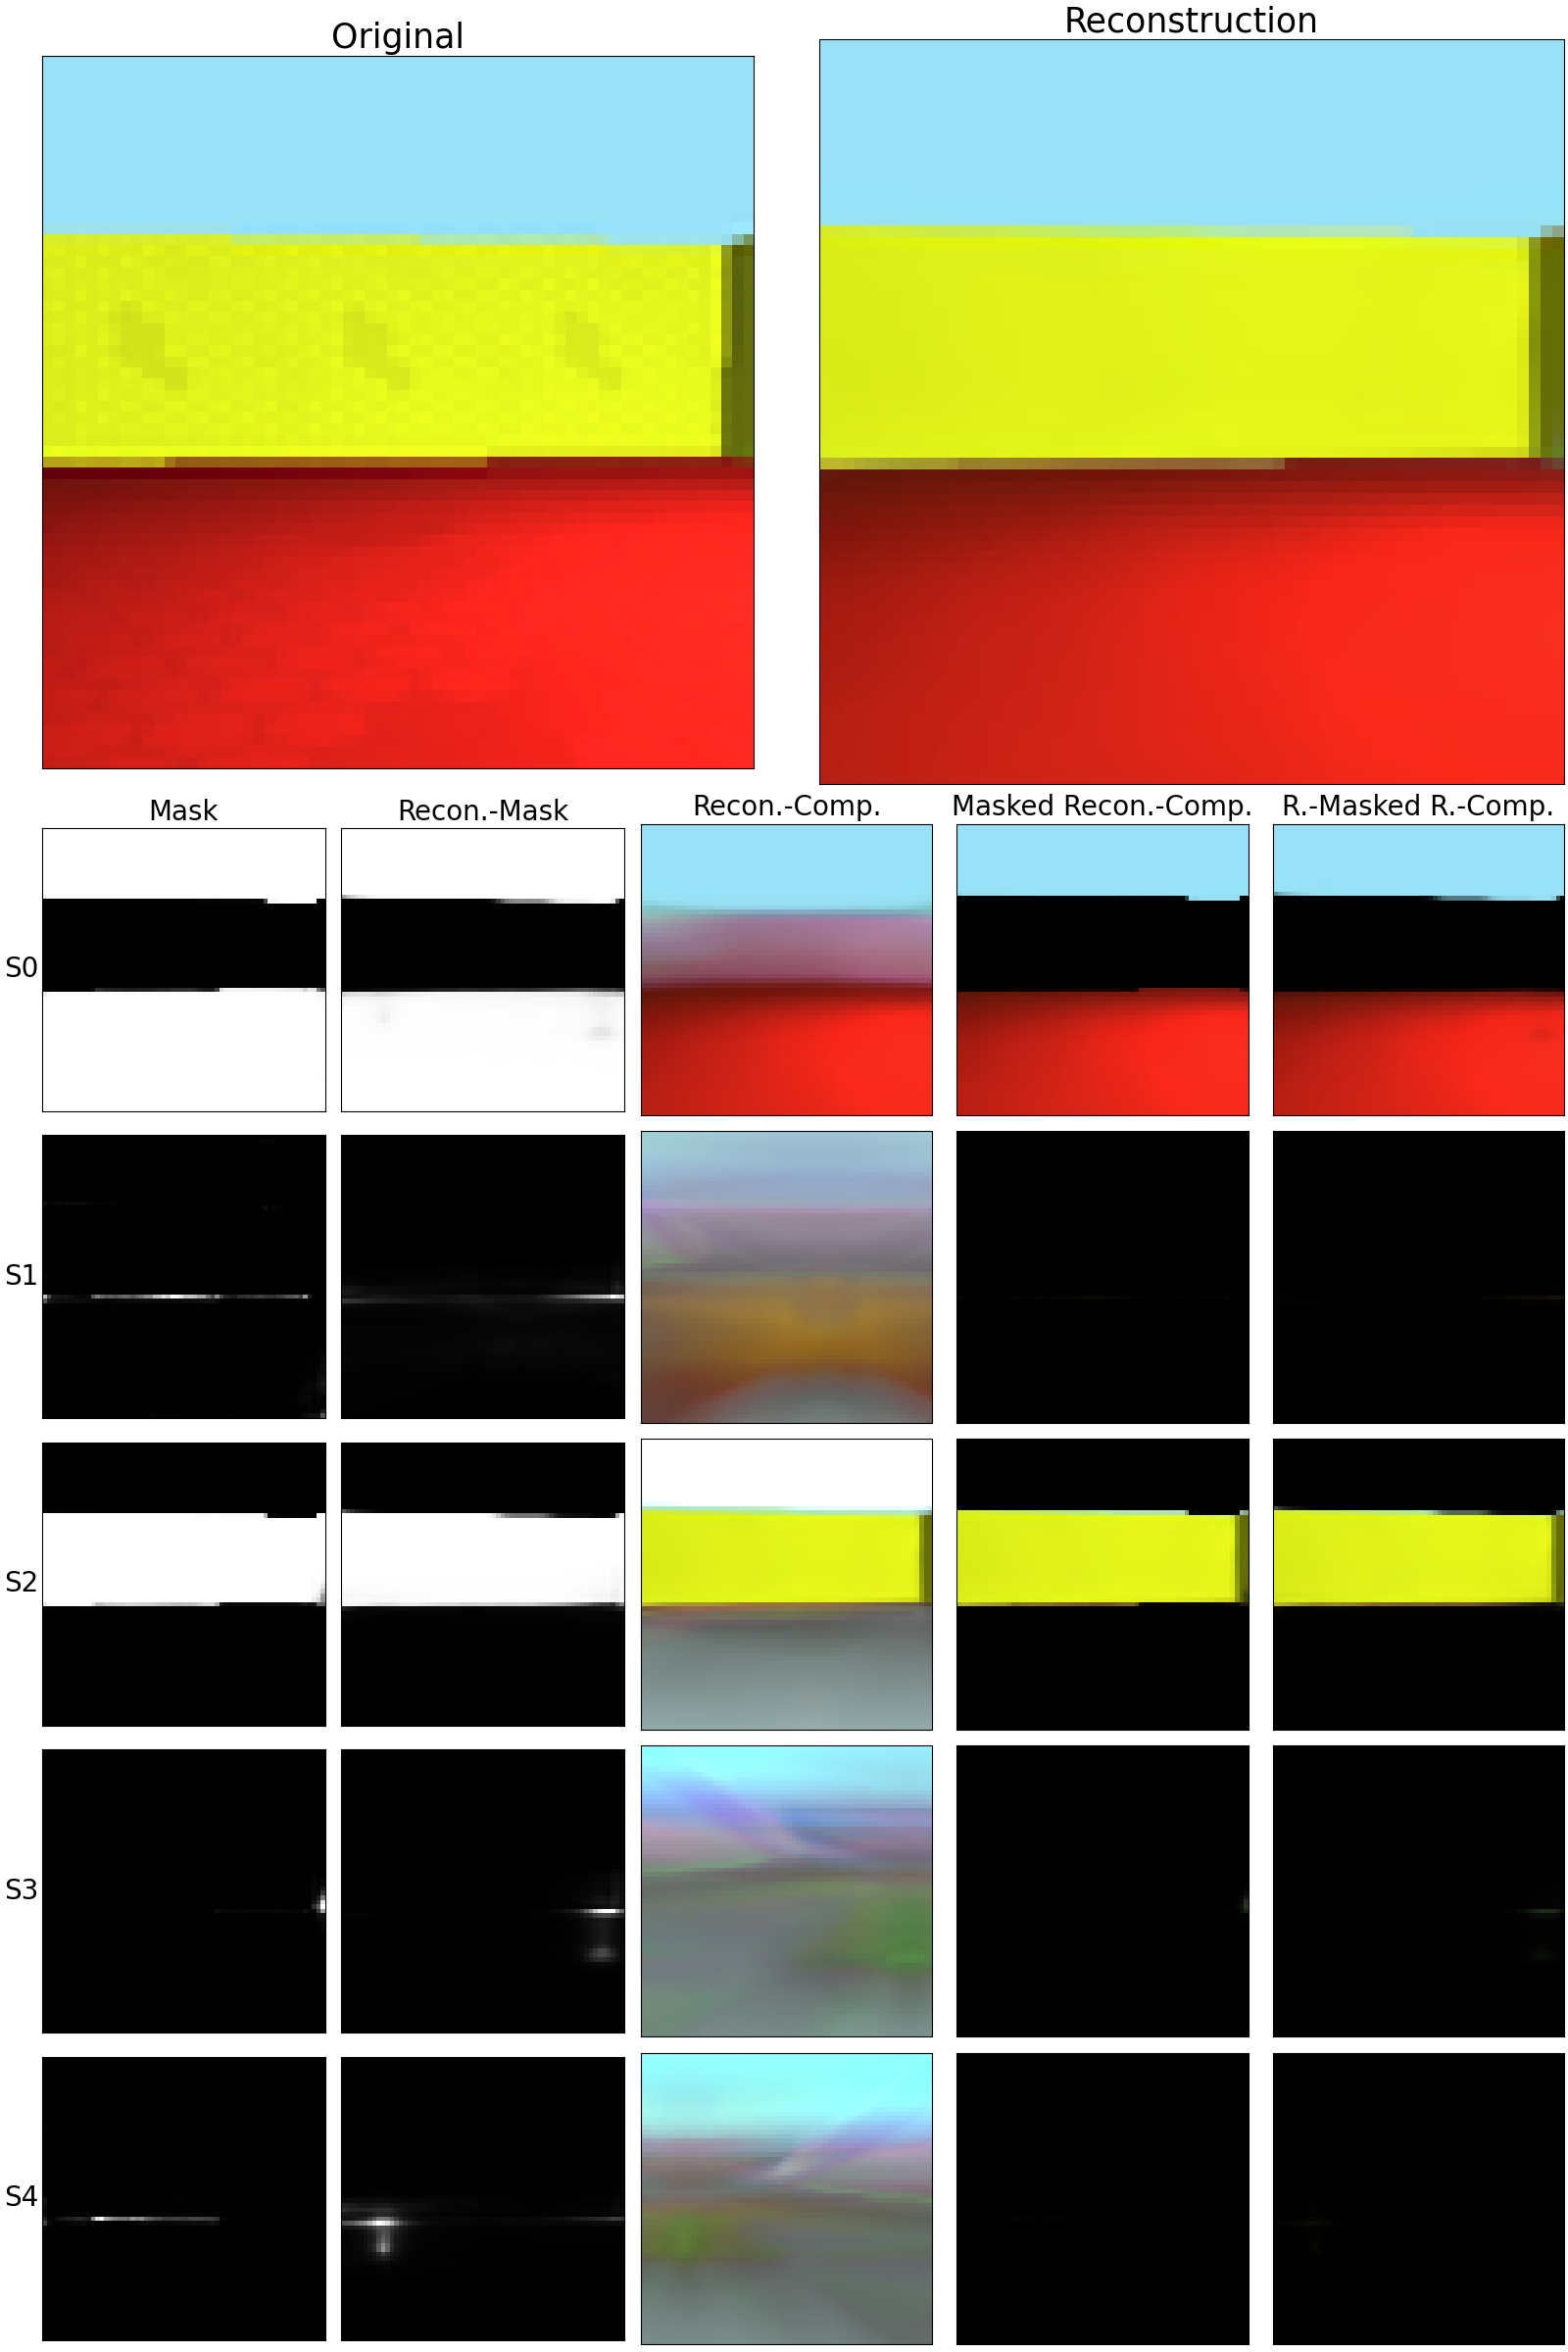 Original
Reconstruction
Mask
Recon.-Mask
Recon.-Comp.
Masked Recon.-Comp.
R.-Masked R.-Comp.
S0
S1
S2
S3
S4